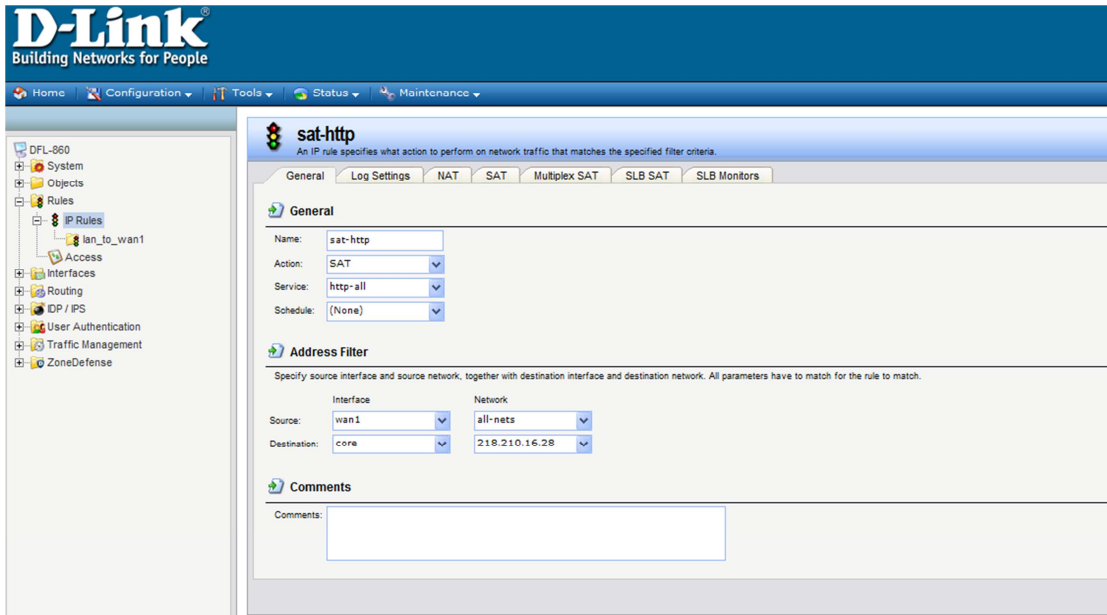 D-Link
Building Networks for People
Home Configuration Tools Status Maintenance
DFL-860
System
Objects
Rules
IP Rules
lan_to_wan1
Access
Interfaces
Routing
IDP / IPS
User Authentication
Traffic Management
ZoneDefense
sat-http
An IP rule specifies what action to perform on network traffic that matches the specified filter criteria.
General Log Settings NAT SAT Multiplex SAT SLB SAT SLB Monitors
General
Name: sat-http
Action: SAT
Service: http-all
Schedule: (None)
Address Filter
Specify source interface and source network, together with destination interface and destination network. All parameters have to match for the rule to match.
Interface Network
Source: wan1 all-nets
Destination: core 218.210.16.28
Comments
Comments: